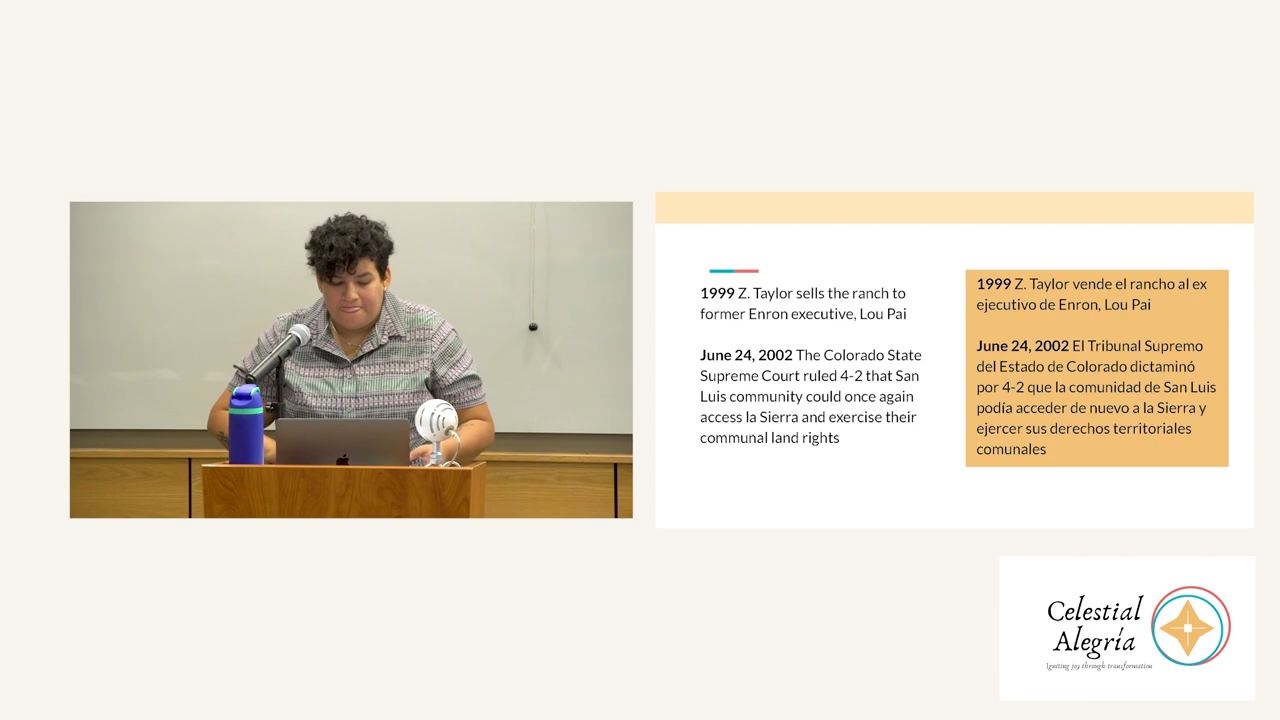 1999 Z. Taylor sells the ranch to
former Enron executive, Lou Pai
June 24, 2002 The Colorado State
Supreme Court ruled 4-2 that San
Luis community could once again
access la Sierra and exercise their
communal land rights
1999 Z. Taylor vende el rancho al ex
ejecutivo de Enron, Lou Pai
June 24, 2002 El Tribunal Supremo
del Estado de Colorado dictaminó
por 4-2 que la comunidad de San Luis
podía acceder de nuevo a la Sierra y
ejercer sus derechos territoriales
comunales
Celestial
Alegría
Igniting joy through transformation